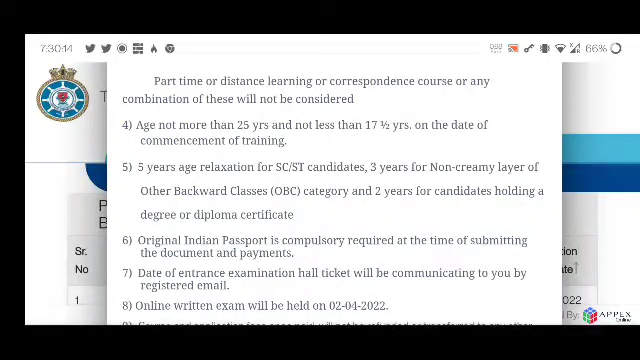 7:30:14
66%
Part time or distance learning or correspondence course or any
combination of these will not be considered
4) Age not more than 25 yrs and not less than 17 ½ yrs. on the date of
commencement of training.
5) 5 years age relaxation for SC/ST candidates, 3 years for Non-creamy layer of
Other Backward Classes (OBC) category and 2 years for candidates holding a
degree or diploma certificate
6) Original Indian Passport is compulsory required at the time of submitting
the document and payments.
7) Date of entrance examination hall ticket will be communicating to you by
registered email.
8) Online written exam will be held on 02-04-2022.
Sr.
No
1.
APPEX
Online